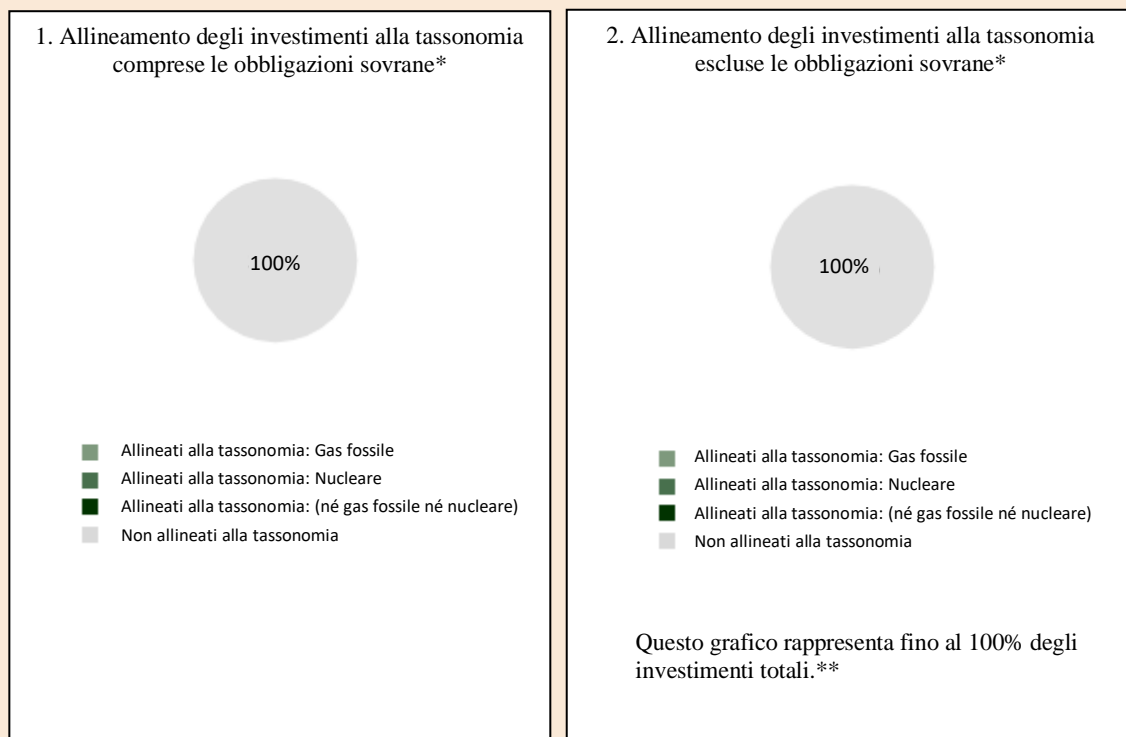 1. Allineamento degli investimenti alla tassonomia
comprese le obbligazioni sovrane*
100%
Allineati alla tassonomia: Gas fossile
Allineati alla tassonomia: Nucleare
Allineati alla tassonomia: (né gas fossile né nucleare)
Non allineati alla tassonomia
2. Allineamento degli investimenti alla tassonomia
escluse le obbligazioni sovrane*
100%
Allineati alla tassonomia: Gas fossile
Allineati alla tassonomia: Nucleare
Allineati alla tassonomia: (né gas fossile né nucleare)
Non allineati alla tassonomia
Questo grafico rappresenta fino al 100% degli
investimenti totali.**